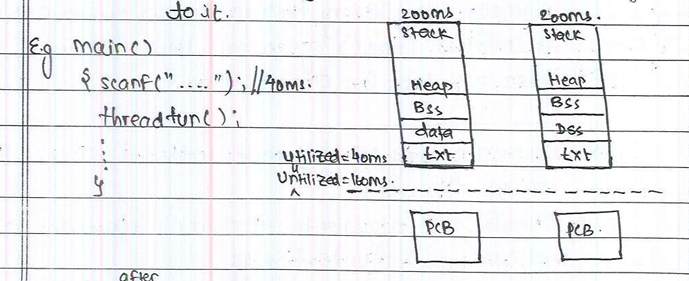 to it.
200ms
200ms.
E.g main()
{ scanf("....."); //40ms.
threadfun();
}
Stack
Heap
Bss
data
txt
Stack
Heap
Bss
Dss
txt
Utilized=40ms
Unutilized=160ms.
PCB
PCB.
after